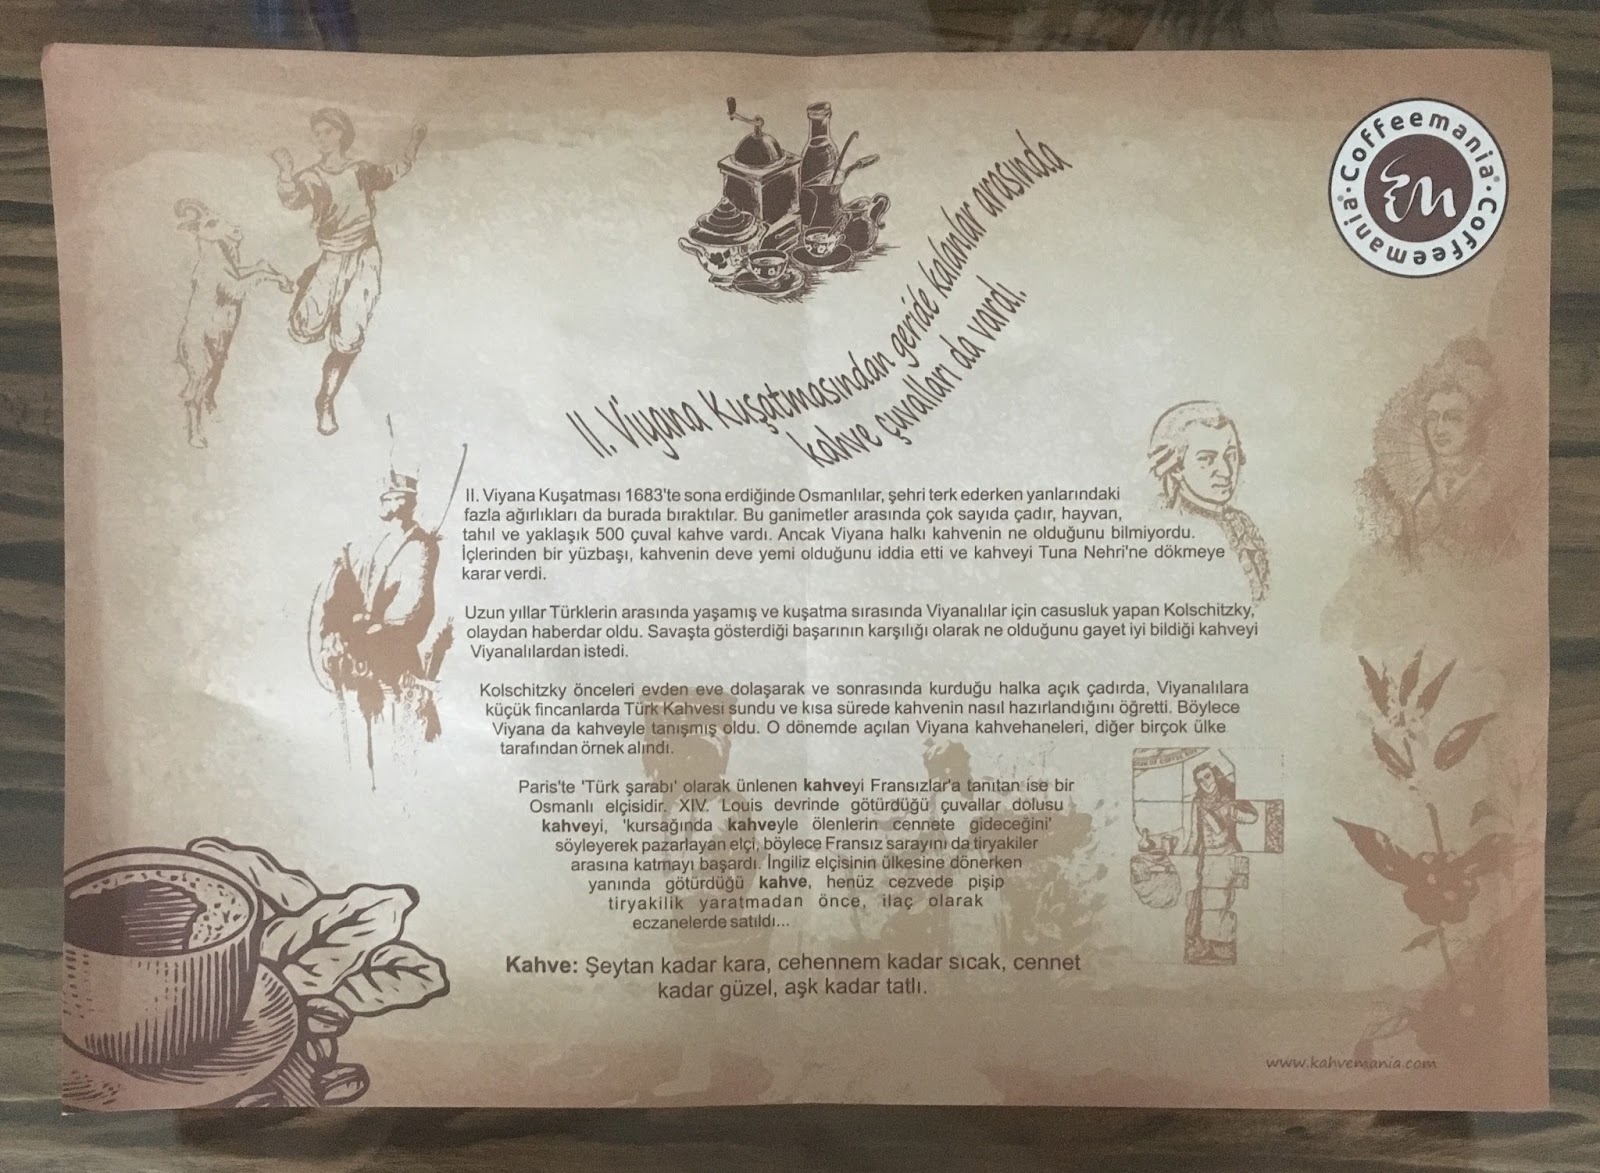 Coffeemania® · Coffeemania® ·
II. Viyana Kuşatmasından geride kalanlar arasında
kahve çuvalları da vardı.
II. Viyana Kuşatması 1683'te sona erdiğinde Osmanlılar, şehri terk ederken yanlarındaki
fazla ağırlıkları da burada bıraktılar. Bu ganimetler arasında çok sayıda çadır, hayvan,
tahıl ve yaklaşık 500 çuval kahve vardı. Ancak Viyana halkı kahvenin ne olduğunu bilmiyordu.
İçlerinden bir yüzbaşı, kahvenin deve yemi olduğunu iddia etti ve kahveyi Tuna Nehri'ne dökmeye
karar verdi.
Uzun yıllar Türklerin arasında yaşamış ve kuşatma sırasında Viyanalılar için casusluk yapan Kolschitzky,
olaydan haberdar oldu. Savaşta gösterdiği başarının karşılığı olarak ne olduğunu gayet iyi bildiği kahveyi
Viyanalılardan istedi.
Kolschitzky önceleri evden eve dolaşarak ve sonrasında kurduğu halka açık çadırda, Viyanalılara
küçük fincanlarda Türk Kahvesi sundu ve kısa sürede kahvenin nasıl hazırlandığını öğretti. Böylece
Viyana da kahveyle tanışmış oldu. O dönemde açılan Viyana kahvehaneleri, diğer birçok ülke
tarafından örnek alındı.
Paris'te 'Türk şarabı' olarak ünlenen kahveyi Fransızlar'a tanıtan ise bir
Osmanlı elçisidir. XIV. Louis devrinde götürdüğü çuvallar dolusu
kahveyi, 'kursağında kahveyle ölenlerin cennete gideceğini'
söyleyerek pazarlayan elçi, böylece Fransız sarayını da tiryakiler
arasına katmayı başardı. İngiliz elçisinin ülkesine dönerken
yanında götürdüğü kahve, henüz cezvede pişip
tiryakilik yaratmadan önce, ilaç olarak
eczanelerde satıldı...
Kahve: Şeytan kadar kara, cehennem kadar sıcak, cennet
kadar güzel, aşk kadar tatlı.
www.kahvemania.com